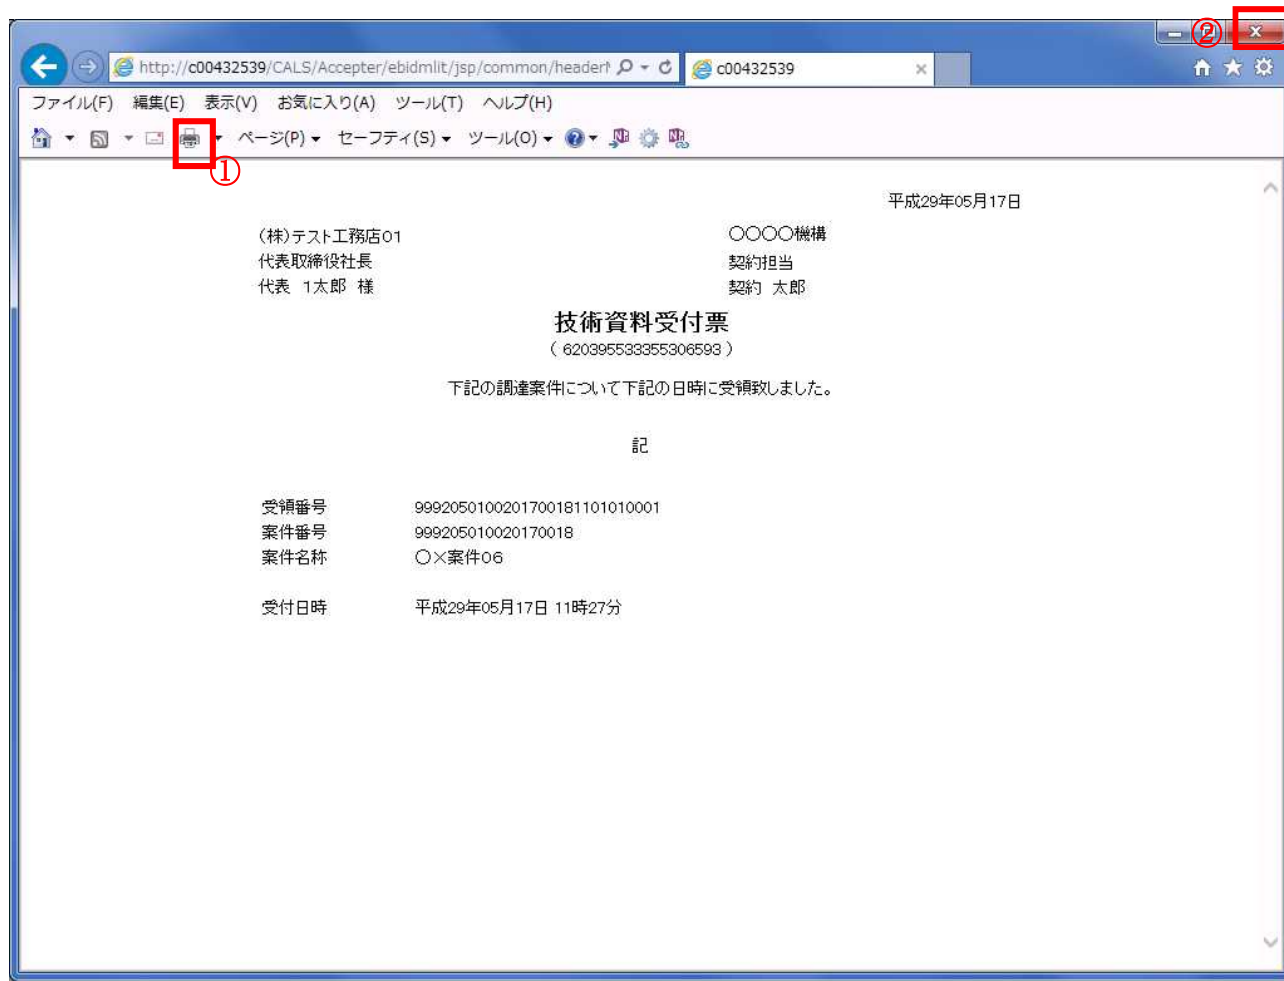 ②
http://c00432539/CALS/Accepter/ebidmlit/jsp/common/header
c00432539
ファイル(F) 編集(E) 表示(V) お気に入り(A) ツール(T) ヘルプ(H)
ページ(P) セーフティ(S) ツール(O)
①
平成29年05月17日
(株)テスト工務店01
〇〇〇〇機構
代表取締役社長
契約担当
代表 1太郎 様
契約 太郎
技術資料受付票
( 620395533355306593 )
下記の調達案件について下記の日時に受領致しました。
記
受領番号 9992050100201700181101010001
案件番号 999205010020170018
案件名称 〇×案件06
受付日時 平成29年05月17日 11時27分